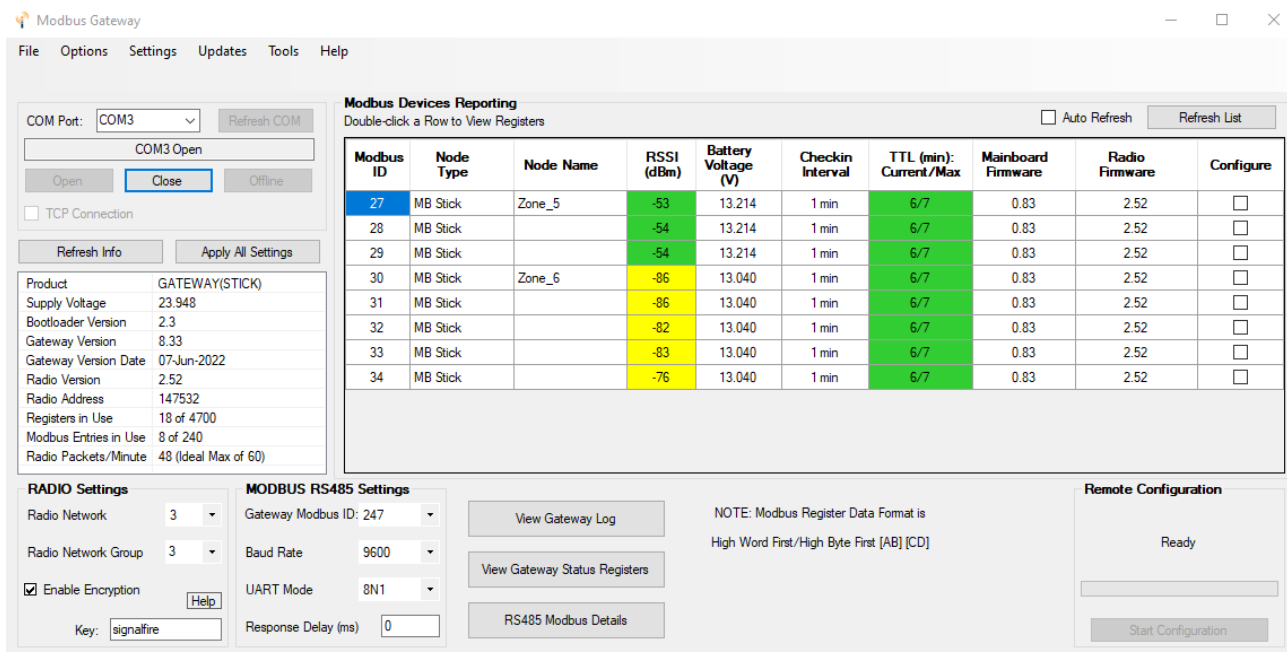 Modbus Gateway
File Options Settings Updates Tools Help
COM Port: COM3 Refresh COM
COM3 Open
Open Close Offline
TCP Connection
Refresh Info Apply All Settings
Product GATEWAY(STICK)
Supply Voltage 23.948
Bootloader Version 2.3
Gateway Version 8.33
Gateway Version Date 07-Jun-2022
Radio Version 2.52
Radio Address 147532
Registers in Use 18 of 4700
Modbus Entries in Use 8 of 240
Radio Packets/Minute 48 (Ideal Max of 60)
Modbus Devices Reporting
Double-click a Row to View Registers
Auto Refresh Refresh List
Modbus ID Node Type Node Name RSSI (dBm) Battery Voltage (V) Checkin Interval TTL (min): Current/Max Mainboard Firmware Radio Firmware Configure
27 MB Stick Zone_5 -53 13.214 1 min 6/7 0.83 2.52
28 MB Stick -54 13.214 1 min 6/7 0.83 2.52
29 MB Stick -54 13.214 1 min 6/7 0.83 2.52
30 MB Stick Zone_6 -86 13.040 1 min 6/7 0.83 2.52
31 MB Stick -86 13.040 1 min 6/7 0.83 2.52
32 MB Stick -82 13.040 1 min 6/7 0.83 2.52
33 MB Stick -83 13.040 1 min 6/7 0.83 2.52
34 MB Stick -76 13.040 1 min 6/7 0.83 2.52
RADIO Settings
Radio Network 3
Radio Network Group 3
Enable Encryption Help
Key: signalfire
MODBUS RS485 Settings
Gateway Modbus ID: 247
Baud Rate 9600
UART Mode 8N1
Response Delay (ms) 0
View Gateway Log
View Gateway Status Registers
RS485 Modbus Details
NOTE: Modbus Register Data Format is
High Word First/High Byte First [AB] [CD]
Remote Configuration
Ready
Start Configuration